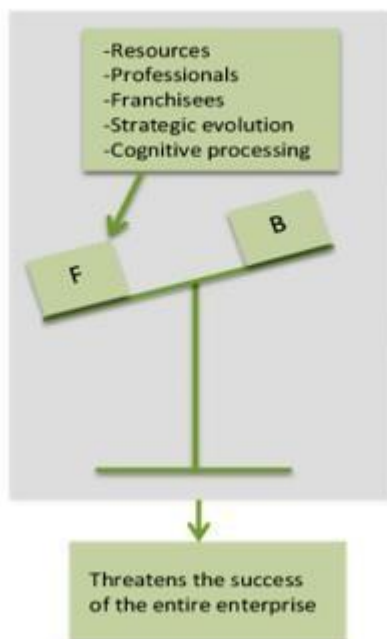 -Resources
-Professionals
-Franchisees
-Strategic evolution
-Cognitive processing
F
B
Threatens the success
of the entire enterprise